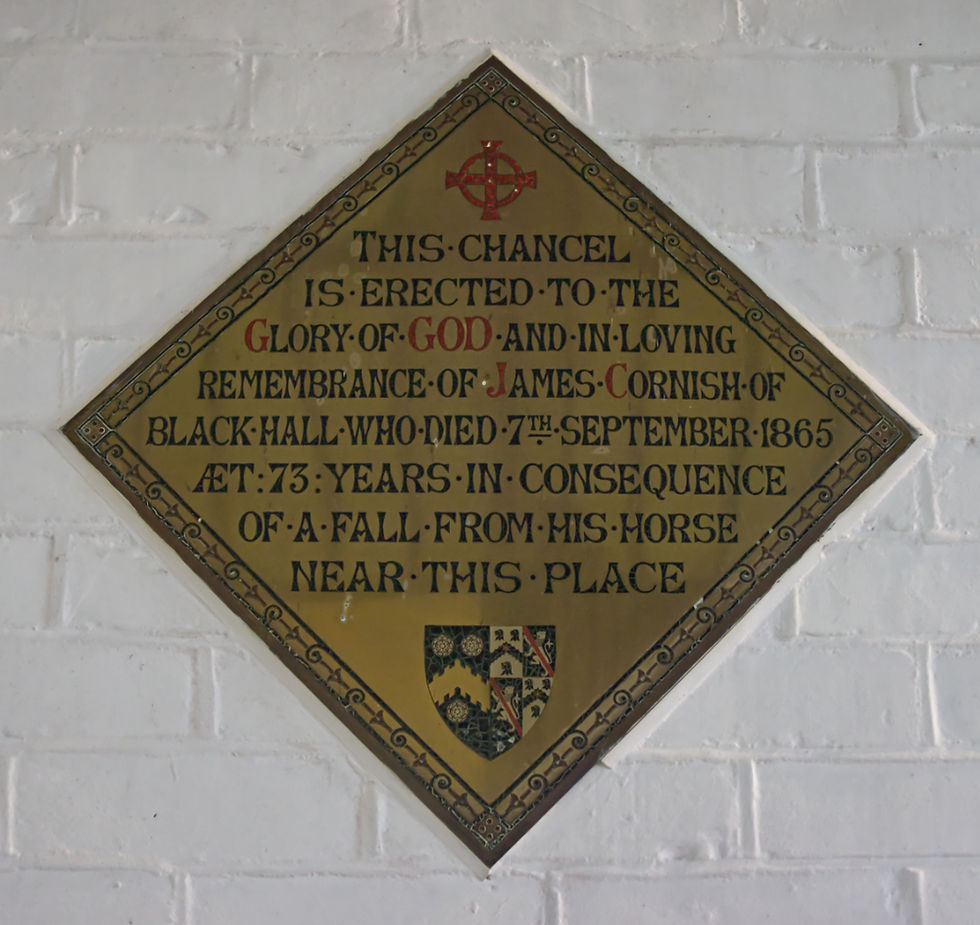 THIS·CHANCEL
IS·ERECTED·TO·THE
GLORY·OF·GOD·AND·IN·LOVING
REMEMBRANCE·OF·JAMES·CORNISH·OF
BLACK·HALL·WHO·DIED·7TH·SEPTEMBER·1865
ÆT:73:YEARS·IN·CONSEQUENCE
OF·A·FALL·FROM·HIS·HORSE
NEAR·THIS·PLACE